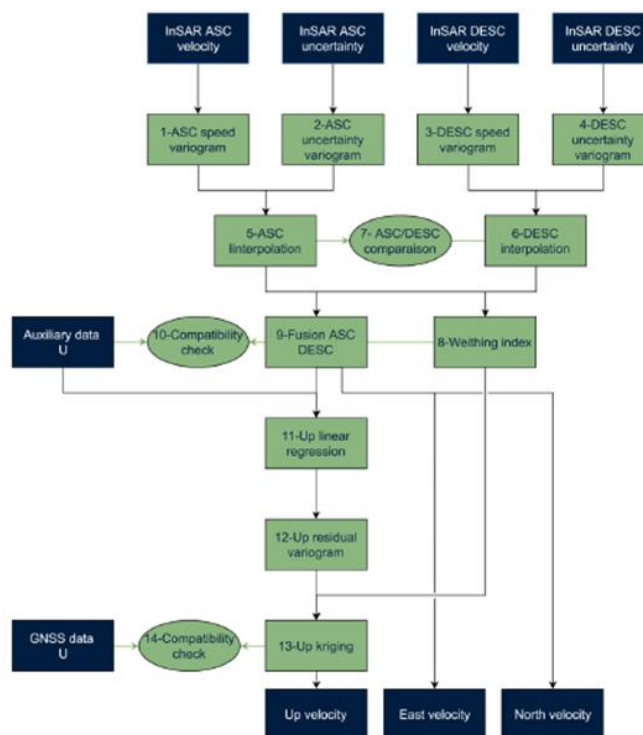 InSAR ASC
velocity
InSAR ASC
uncertainty
InSAR DESC
velocity
InSAR DESC
uncertainty
1-ASC speed
variogram
2-ASC
uncertainty
variogram
3-DESC speed
variogram
4-DESC
uncertainty
variogram
5-ASC
linterpolation
7- ASC/DESC
comparaison
6-DESC
interpolation
Auxiliary data
U
10-Compatibility
check
9-Fusion ASC
DESC
8-Weithing index
11-Up linear
regression
12-Up residual
variogram
GNSS data
U
14-Compatibility
check
13-Up kriging
Up velocity
East velocity
North velocity